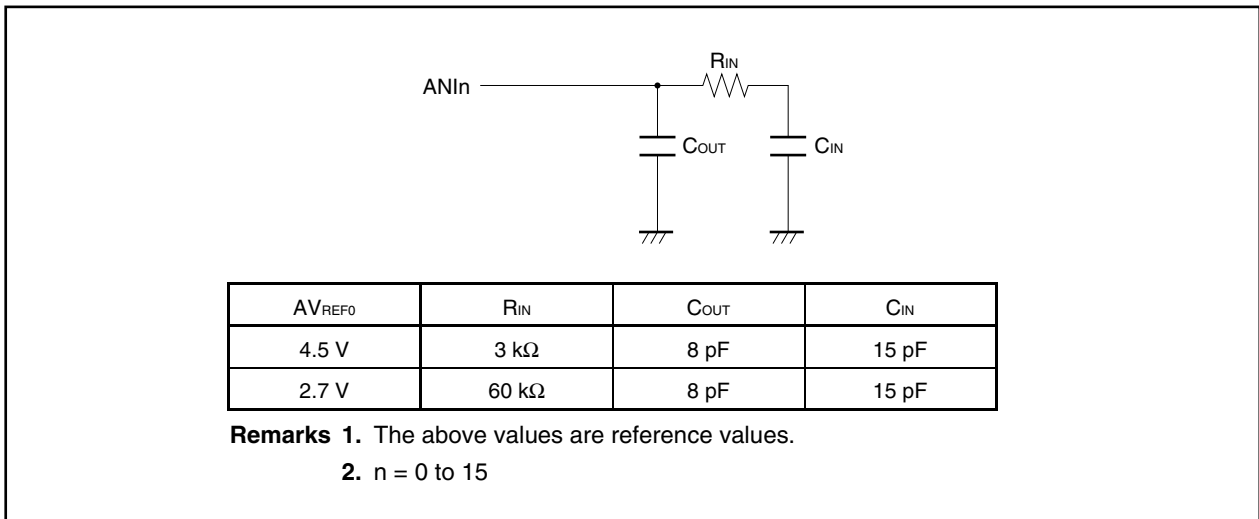 RIN
ANIn
COUT
CIN
AVREF0 RIN COUT CIN
4.5 V 3 kΩ 8 pF 15 pF
2.7 V 60 kΩ 8 pF 15 pF
Remarks 1. The above values are reference values.
2. n = 0 to 15